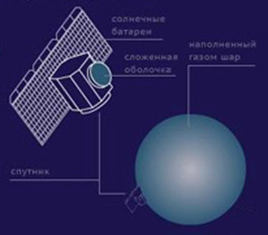 солнечные
батареи
сложенная
оболочка
наполненный
газом шар
спутник